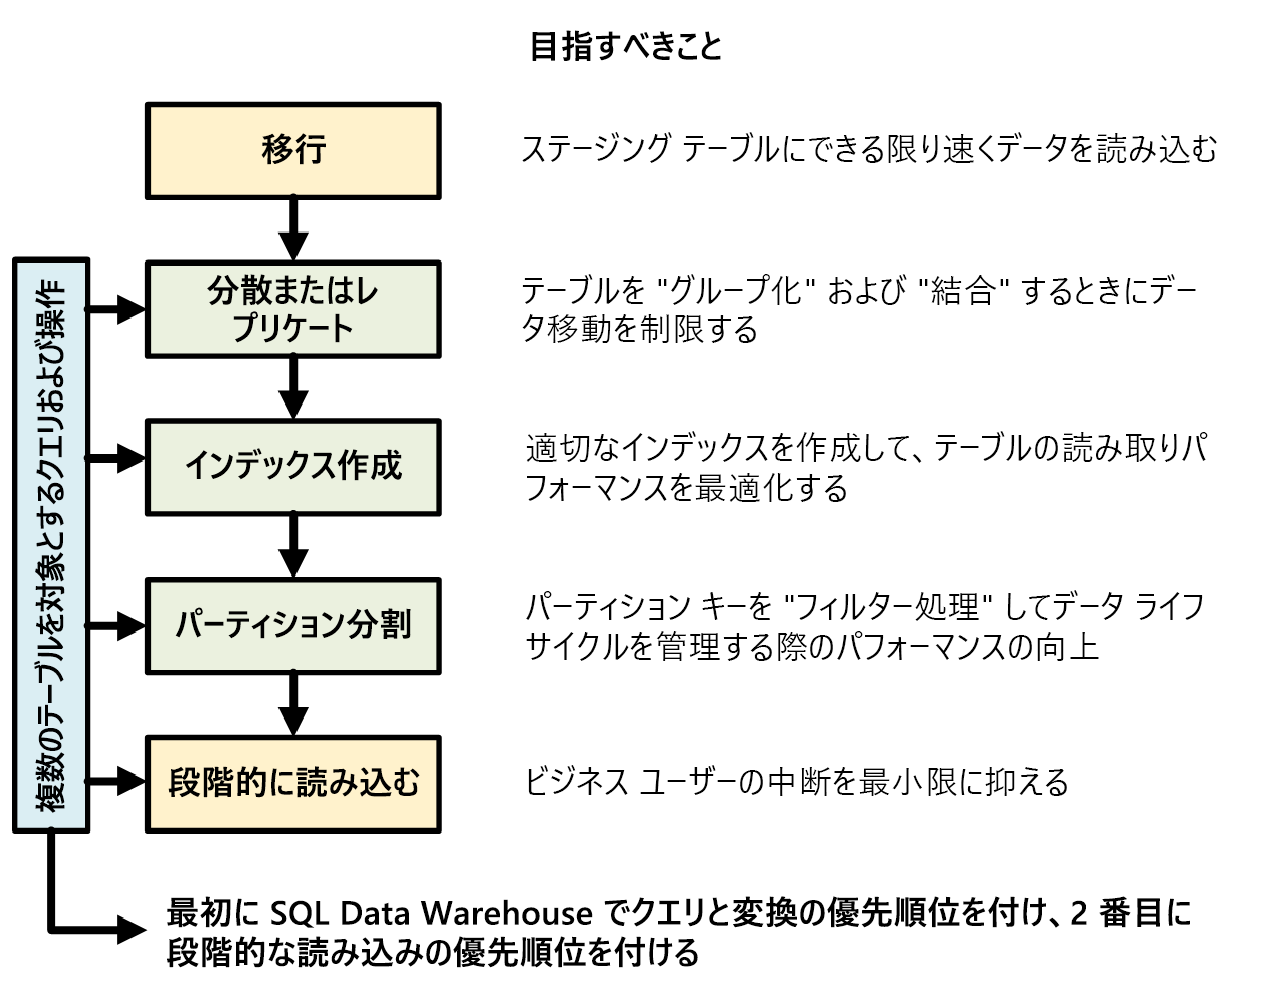 目指すべきこと
移行
ステージング テーブルにできる限り速くデータを読み込む
分散またはレ
プリケート
テーブルを "グループ化" および "結合" するときにデー
タ移動を制限する
インデックス作成
適切なインデックスを作成して、テーブルの読み取りパ
フォーマンスを最適化する
パーティション分割
パーティション キーを "フィルター処理" してデータ ライフ
サイクルを管理する際のパフォーマンスの向上
段階的に読み込む
ビジネス ユーザーの中断を最小限に抑える
複数のテーブルを対象とするクエリおよび操作
最初に SQL Data Warehouse でクエリと変換の優先順位を付け、2 番目に
段階的な読み込みの優先順位を付ける